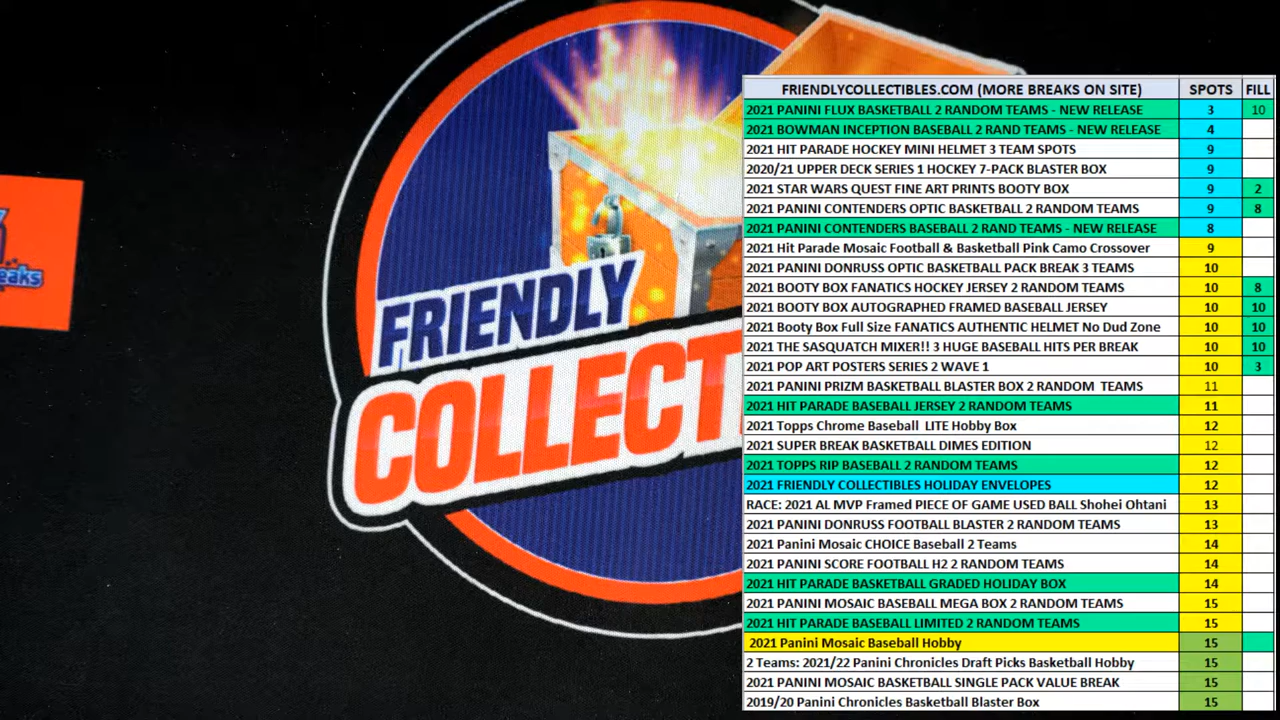 eaks
FRIENDLY
COLLECT
FRIENDLYCOLLECTIBLES.COM (MORE BREAKS ON SITE) SPOTS FILL
2021 PANINI FLUX BASKETBALL 2 RANDOM TEAMS - NEW RELEASE 3 10
2021 BOWMAN INCEPTION BASEBALL 2 RAND TEAMS - NEW RELEASE 4
2021 HIT PARADE HOCKEY MINI HELMET 3 TEAM SPOTS 9
2020/21 UPPER DECK SERIES 1 HOCKEY 7-PACK BLASTER BOX 9
2021 STAR WARS QUEST FINE ART PRINTS BOOTY BOX 9 2
2021 PANINI CONTENDERS OPTIC BASKETBALL 2 RANDOM TEAMS 9 8
2021 PANINI CONTENDERS BASEBALL 2 RAND TEAMS - NEW RELEASE 8
2021 Hit Parade Mosaic Football & Basketball Pink Camo Crossover 9
2021 PANINI DONRUSS OPTIC BASKETBALL PACK BREAK 3 TEAMS 10
2021 BOOTY BOX FANATICS HOCKEY JERSEY 2 RANDOM TEAMS 10 8
2021 BOOTY BOX AUTOGRAPHED FRAMED BASEBALL JERSEY 10 10
2021 Booty Box Full Size FANATICS AUTHENTIC HELMET No Dud Zone 10 10
2021 THE SASQUATCH MIXER!! 3 HUGE BASEBALL HITS PER BREAK 10 10
2021 POP ART POSTERS SERIES 2 WAVE 1 10 3
2021 PANINI PRIZM BASKETBALL BLASTER BOX 2 RANDOM TEAMS 11
2021 HIT PARADE BASEBALL JERSEY 2 RANDOM TEAMS 11
2021 Topps Chrome Baseball LITE Hobby Box 12
2021 SUPER BREAK BASKETBALL DIMES EDITION 12
2021 TOPPS RIP BASEBALL 2 RANDOM TEAMS 12
2021 FRIENDLY COLLECTIBLES HOLIDAY ENVELOPES 12
RACE: 2021 AL MVP Framed PIECE OF GAME USED BALL Shohei Ohtani 13
2021 PANINI DONRUSS FOOTBALL BLASTER 2 RANDOM TEAMS 13
2021 Panini Mosaic CHOICE Baseball 2 Teams 14
2021 PANINI SCORE FOOTBALL H2 2 RANDOM TEAMS 14
2021 HIT PARADE BASKETBALL GRADED HOLIDAY BOX 14
2021 PANINI MOSAIC BASEBALL MEGA BOX 2 RANDOM TEAMS 15
2021 HIT PARADE BASEBALL LIMITED 2 RANDOM TEAMS 15
2021 Panini Mosaic Baseball Hobby 15
2 Teams: 2021/22 Panini Chronicles Draft Picks Basketball Hobby 15
2021 PANINI MOSAIC BASKETBALL SINGLE PACK VALUE BREAK 15
2019/20 Panini Chronicles Basketball Blaster Box 15